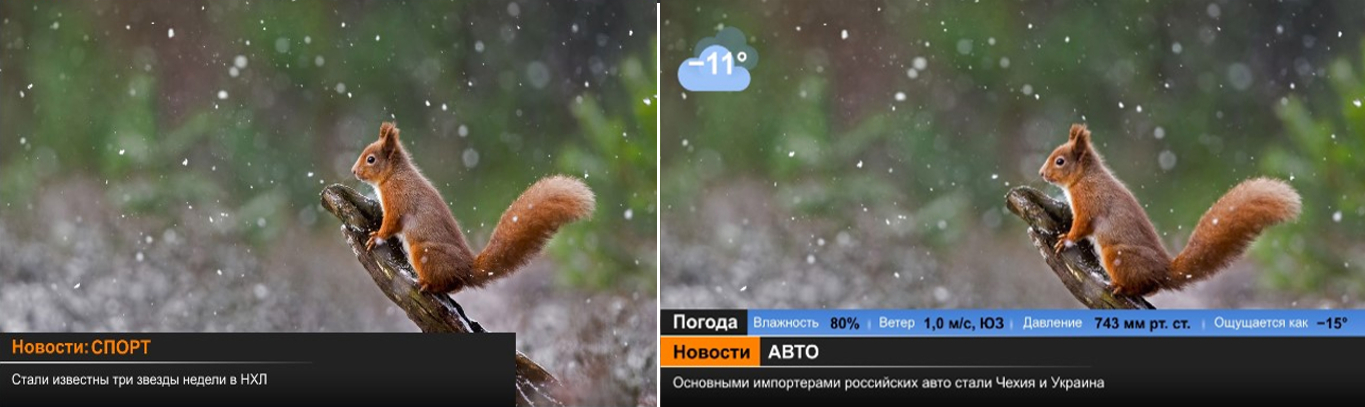 Новости: СПОРТ
Стали известны три звезды недели в НХЛ
−11°
Погода Влажность 80% Ветер 1,0 м/с, ЮЗ Давление 743 мм рт. ст. Ощущается как −15°
Новости АВТО
Основными импортерами российских авто стали Чехия и Украина